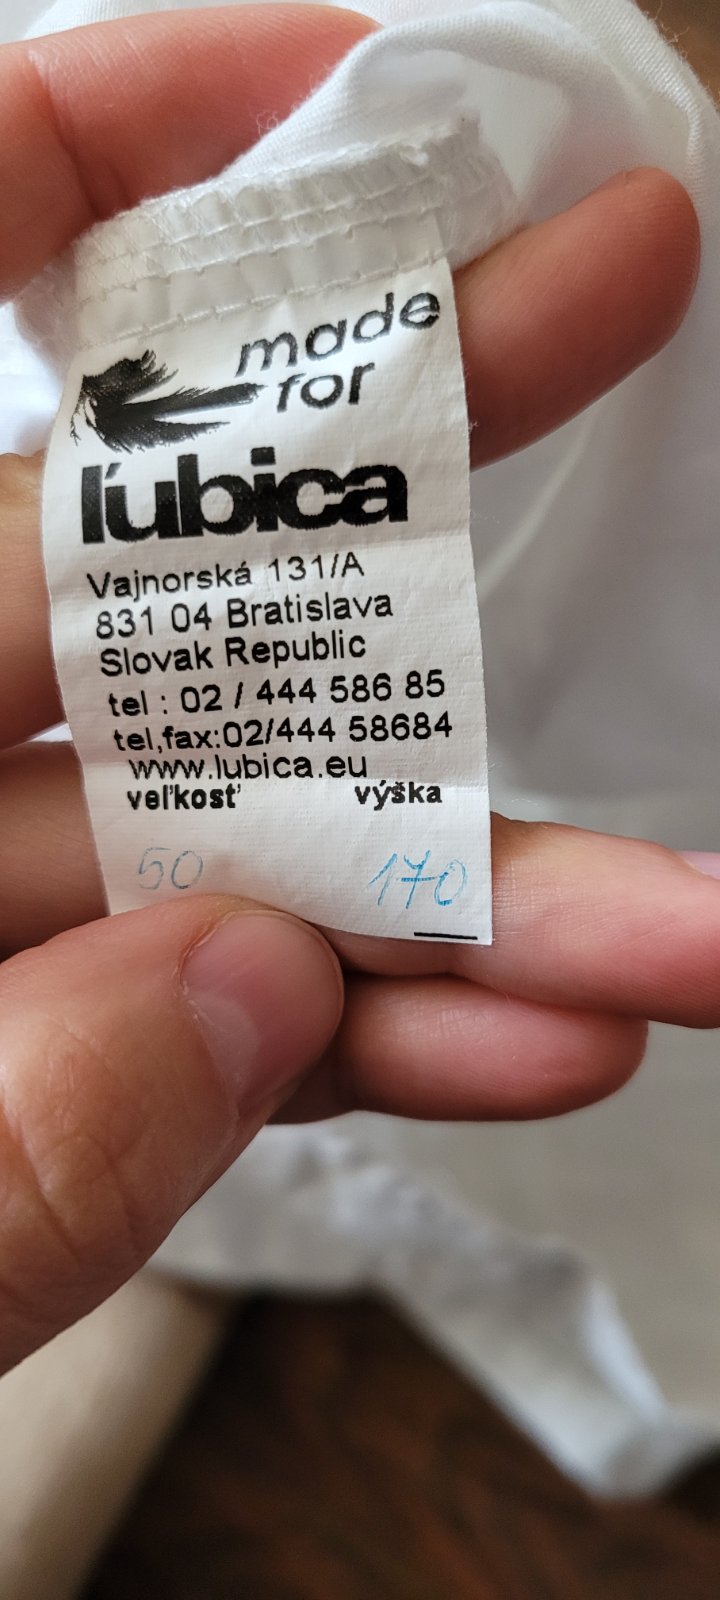 made
for
ľubica
Vajnorská 131/A
831 04 Bratislava
Slovak Republic
tel : 02 / 444 586 85
tel,fax:02/444 58684
www.lubica.eu
veľkosť výška
50 170